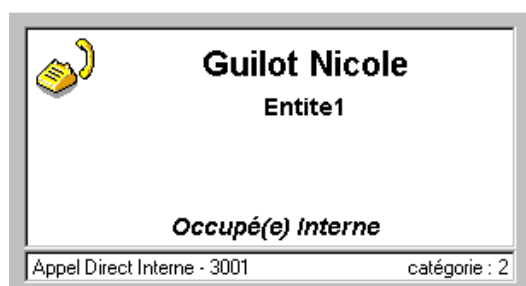 Guilot Nicole
Entite1
Occupé(e) Interne
Appel Direct Interne - 3001 catégorie : 2